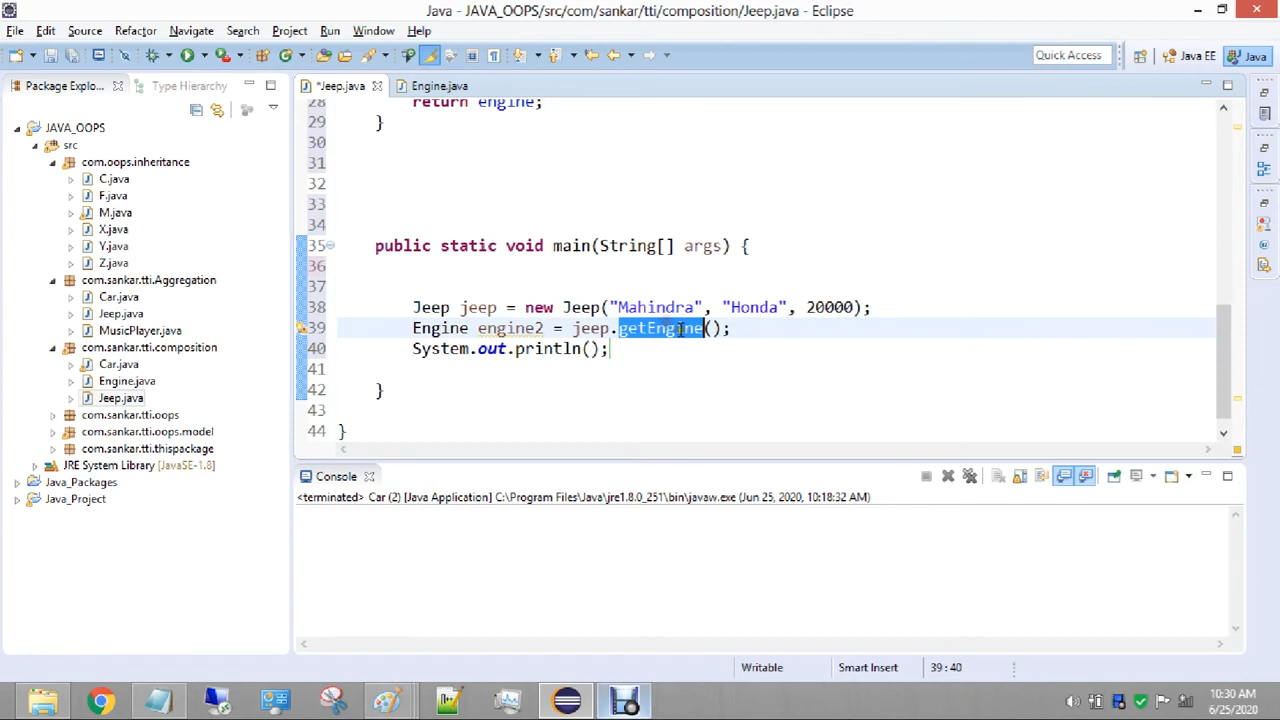 Java - JAVA_OOPS/src/com/sankar/tti/composition/Jeep.java - Eclipse
File Edit Source Refactor Navigate Search Project Run Window Help
Quick Access Java EE Java
Package Explo... Type Hierarchy
*Jeep.java Engine.java
JAVA_OOPS
src
com.oops.inheritance
C.java
F.java
M.java
X.java
Y.java
Z.java
com.sankar.tti.Aggregation
Car.java
Jeep.java
MusicPlayer.java
com.sankar.tti.composition
Car.java
Engine.java
Jeep.java
com.sankar.tti.oops
com.sankar.tti.oops.model
com.sankar.tti.thispackage
JRE System Library [JavaSE-1.8]
Java_Packages
Java_Project
28 return engine;
29 }
30
31
32
33
34
35 public static void main(String[] args) {
36
38 Jeep jeep = new Jeep("Mahindra", "Honda", 20000);
39 Engine engine2 = jeep.getEngine();
40 System.out.println();
41
42 }
43
44 }
Console
<terminated> Car (2) [Java Application] C:\Program Files\Java\jre1.8.0_251\bin\javaw.exe (Jun 25, 2020, 10:18:32 AM)
Writable Smart Insert 39 : 40
10:30 AM
6/25/2020